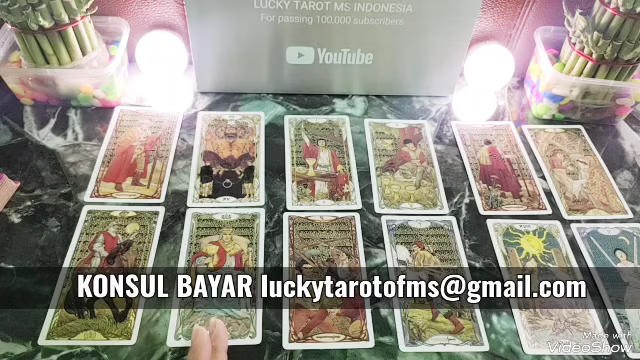 LUCKY TAROT MS INDONESIA
For passing 100,000 subscribers
YouTube
KONSUL BAYAR luckytarotofms@gmail.com
Made with
VideoShow